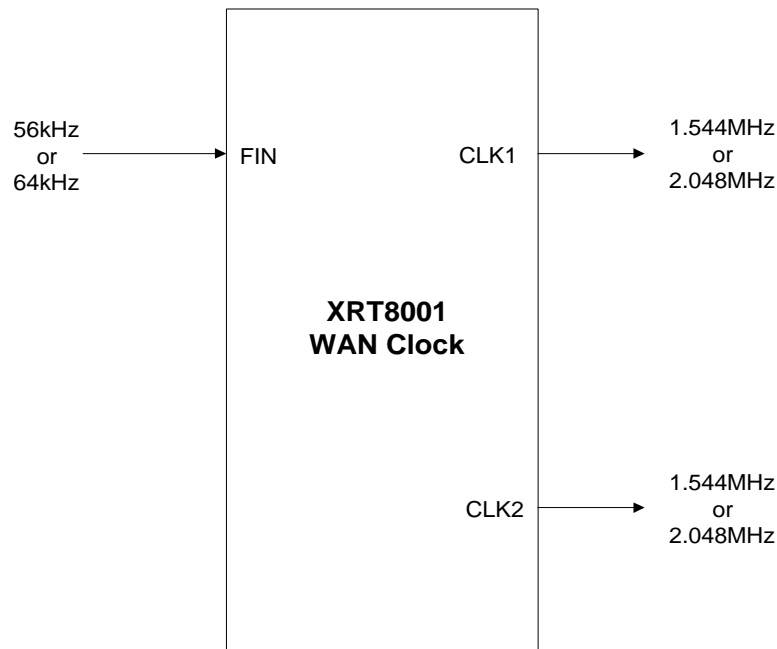 56kHz
or
64kHz
FIN
CLK1
1.544MHz
or
2.048MHz
XRT8001
WAN Clock
CLK2
1.544MHz
or
2.048MHz